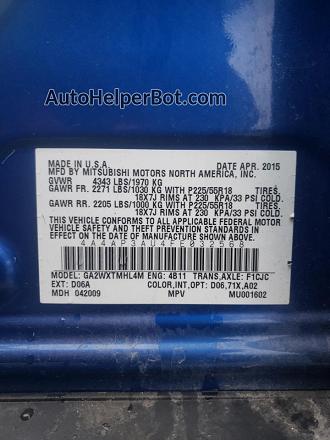 AutoHelperBot.com
MADE IN U.S.A. DATE APR. 2015
BY MITSUBISHI MOTORS NORTH AMERICA, INC.
GVWR 4343 LBS/1970 KG
GAWR FR. 2271 LBS/1030 KG WITH P225/55R18 TIRES.
18X7J RIMS AT 230 KPA/33 PSI COLD.
GAWR RR. 2205 LBS/1000 KG WITH P225/55R18 TIRES.
18X7J RIMS AT 230 KPA/33 PSI COLD.
THIS VEHICLE CONFORMS TO ALL APPLICABLE FEDERAL MOTOR
VEHICLE SAFETY AND THEFT PREVENTION STANDARDS IN
EFFECT ON THE DATE OF MANUFACTURE SHOWN ABOVE.
4A4AP3AU4FE032568
MODEL: GA2WXTMHL4M ENG: 4B11 TRANS,AXLE: F1CJC
EXT: D06A COLOR,INT,OPT: D06,71X,A02
MDH 042009 MPV MU001602